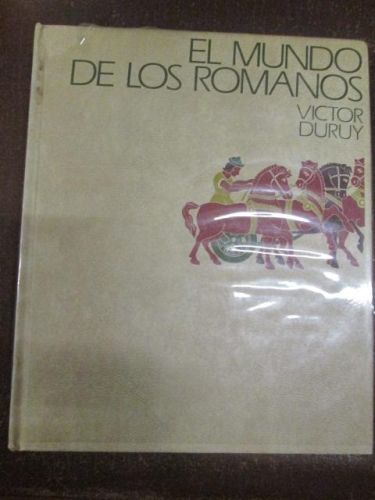 EL MUNDO
DE LOS ROMANOS
VICTOR
DURUY